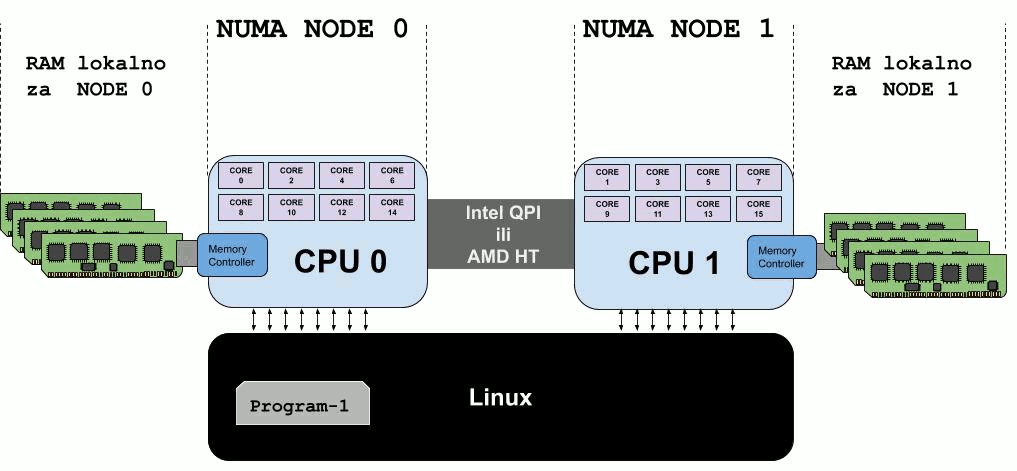 NUMA NODE 0
NUMA NODE 1
RAM lokalno
za NODE 0
RAM lokalno
za NODE 1
CORE
0
CORE
2
CORE
4
CORE
6
CORE
8
CORE
10
CORE
12
CORE
14
Memory
Controller
CPU 0
Intel QPI
ili
AMD HT
CORE
1
CORE
3
CORE
5
CORE
7
CORE
9
CORE
11
CORE
13
CORE
15
CPU 1
Memory
Controller
Program-1
Linux